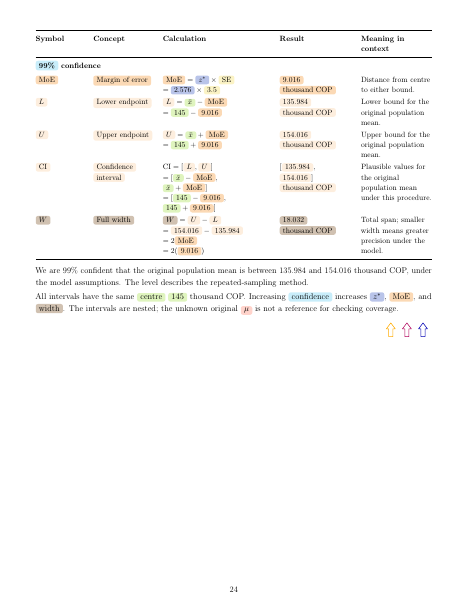 Symbol Concept Calculation Result Meaning in context
99% confidence
MoE Margin of error MoE = z* × SE 9.016 Distance from centre
= 2.576 × 3.5 thousand COP to either bound.
L Lower endpoint L = x̄ − MoE 135.984 Lower bound for the
= 145 − 9.016 thousand COP original population
mean.
U Upper endpoint U = x̄ + MoE 154.016 Upper bound for the
= 145 + 9.016 thousand COP original population
mean.
CI Confidence CI = [ L , U ] [ 135.984 , Plausible values for
interval = [ x̄ − MoE , 154.016 ] the original
x̄ + MoE ] thousand COP population mean
= [ 145 − 9.016 , under this procedure.
145 + 9.016 ]
W Full width W = U − L 18.032 Total span; smaller
= 154.016 − 135.984 thousand COP width means greater
= 2 MoE precision under the
= 2( 9.016 ) model.
We are 99% confident that the original population mean is between 135.984 and 154.016 thousand COP, under
the model assumptions. The level describes the repeated-sampling method.
All intervals have the same centre 145 thousand COP. Increasing confidence increases z* , MoE , and
width . The intervals are nested; the unknown original μ is not a reference for checking coverage.
24